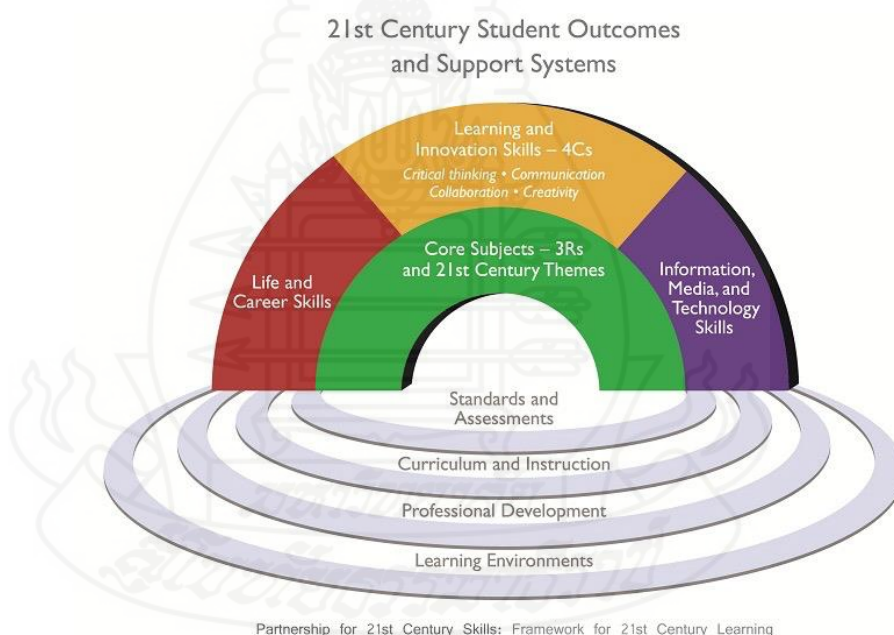 21st Century Student Outcomes
and Support Systems
Learning and
Innovation Skills – 4Cs
Critical thinking • Communication
Collaboration • Creativity
Core Subjects – 3Rs
and 21st Century Themes
Life and
Career Skills
Information,
Media, and
Technology
Skills
Standards and
Assessments
Curriculum and Instruction
Professional Development
Learning Environments
Partnership for 21st Century Skills: Framework for 21st Century Learning